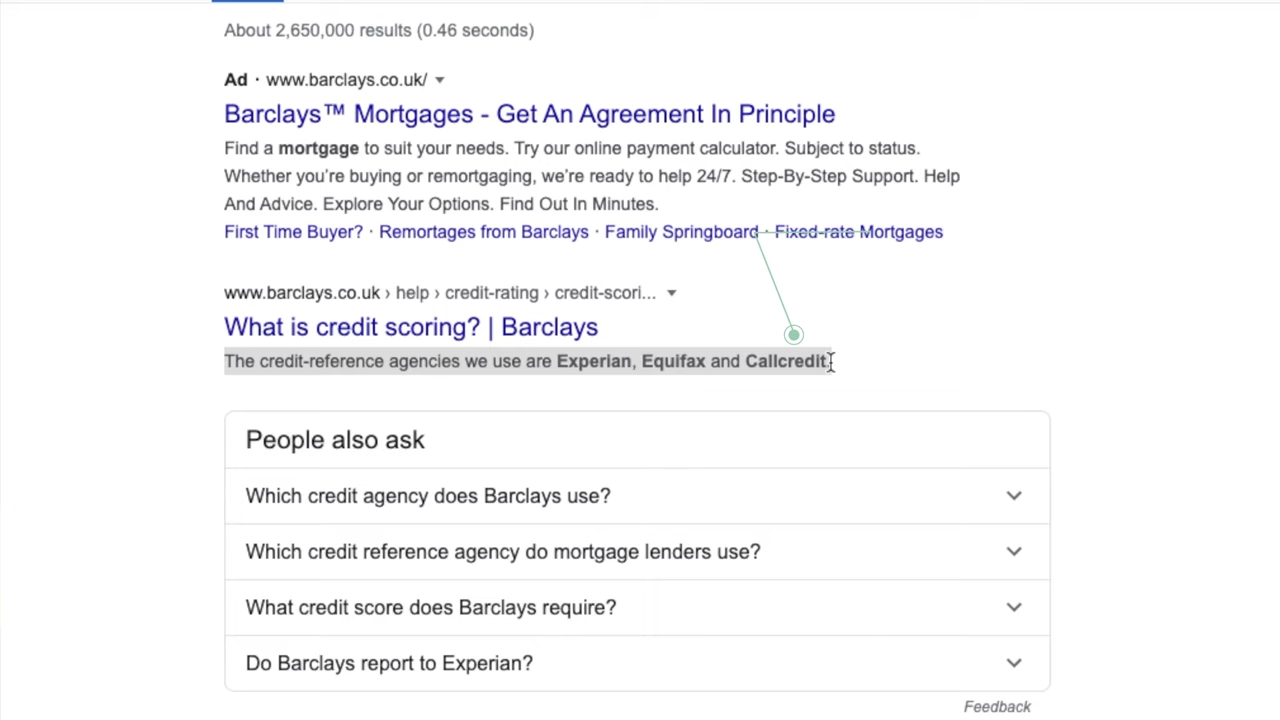 About 2,650,000 results (0.46 seconds)
Ad · www.barclays.co.uk/
Barclays™ Mortgages - Get An Agreement In Principle
Find a mortgage to suit your needs. Try our online payment calculator. Subject to status.
Whether you're buying or remortgaging, we're ready to help 24/7. Step-By-Step Support. Help
And Advice. Explore Your Options. Find Out In Minutes.
First Time Buyer? · Remortages from Barclays · Family Springboard · Fixed-rate Mortgages
www.barclays.co.uk › help › credit-rating › credit-scori...
What is credit scoring? | Barclays
The credit-reference agencies we use are Experian, Equifax and Callcredit.
People also ask
Which credit agency does Barclays use?
Which credit reference agency do mortgage lenders use?
What credit score does Barclays require?
Do Barclays report to Experian?
Feedback